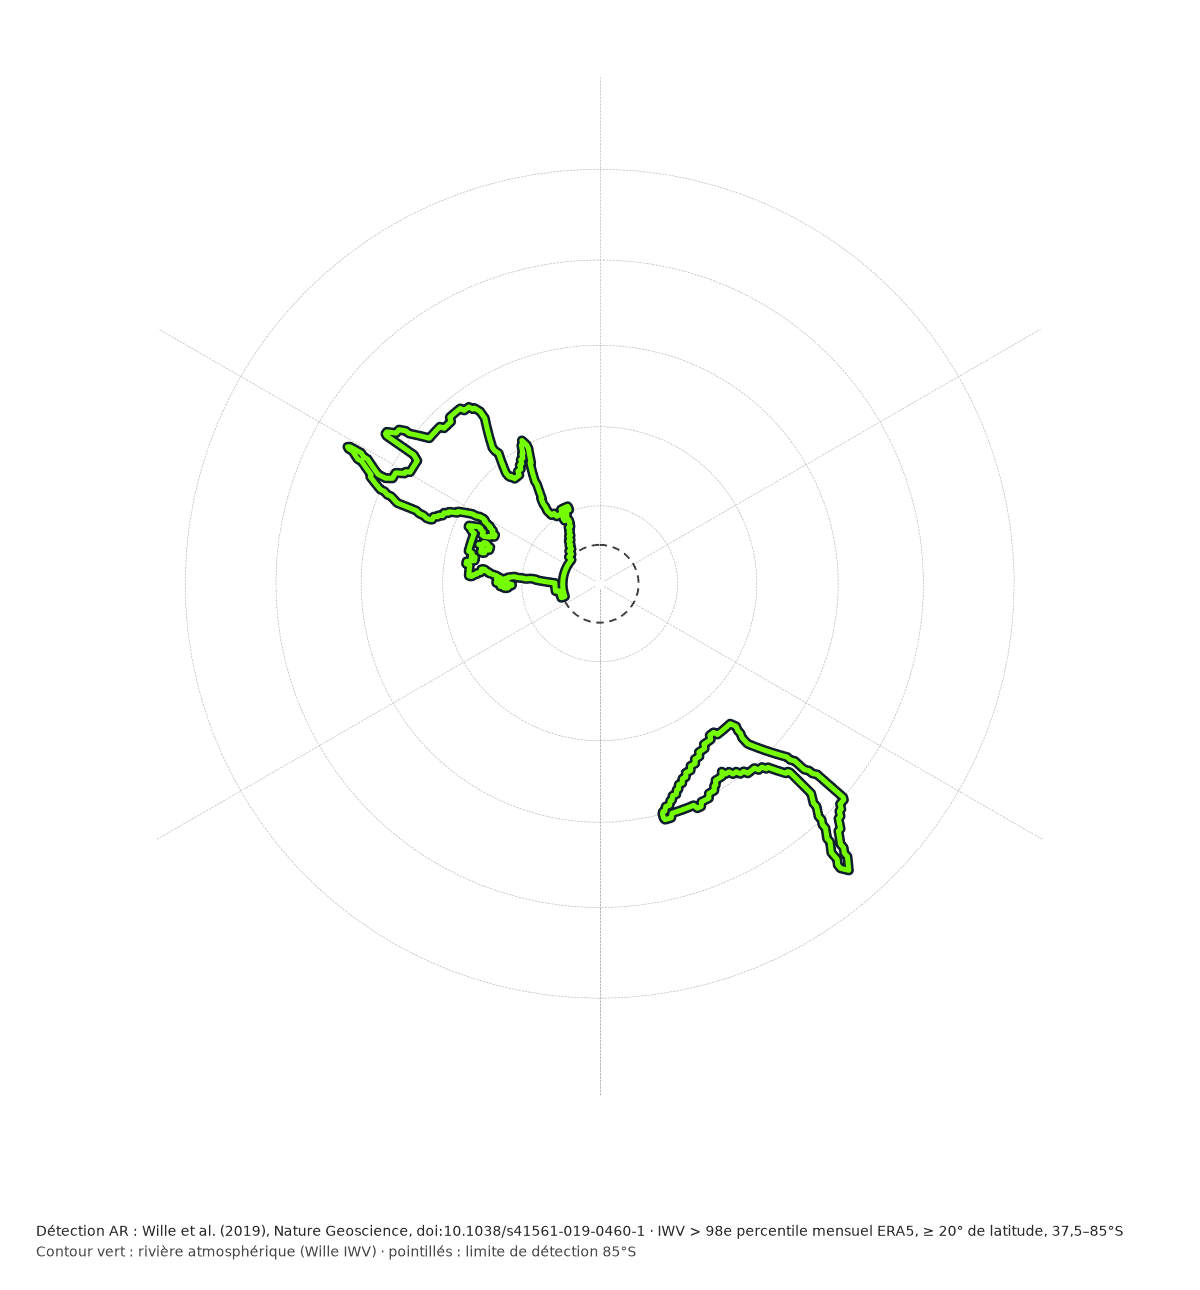 Détection AR : Wille et al. (2019), Nature Geoscience, doi:10.1038/s41561-019-0460-1 · IWV > 98e percentile mensuel ERA5, ≥ 20° de latitude, 37,5–85°S
Contour vert : rivière atmosphérique (Wille IWV) · pointillés : limite de détection 85°S